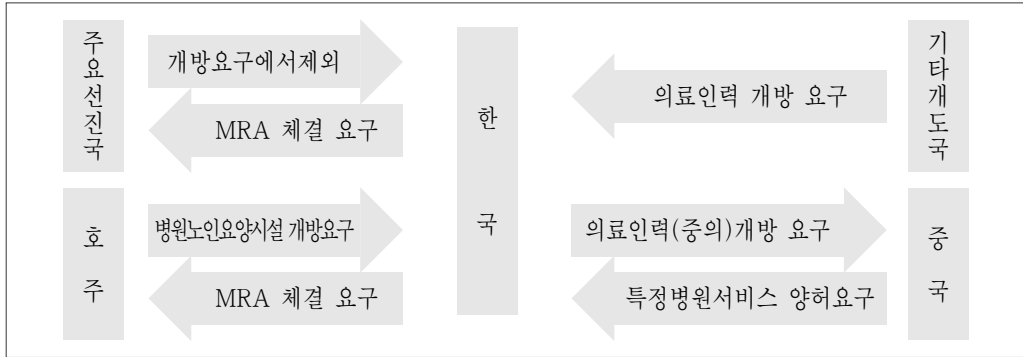 주요선진국
개방요구에서제외
MRA 체결 요구
호주
병원노인요양시설 개방요구
MRA 체결 요구
한국
의료인력 개방 요구
기타개도국
의료인력(중의)개방 요구
특정병원서비스 양허요구
중국